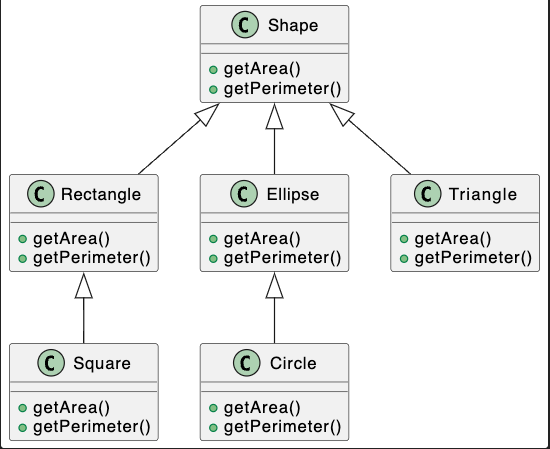 C Shape
getArea()
getPerimeter()
C Rectangle
getArea()
getPerimeter()
C Ellipse
getArea()
getPerimeter()
C Triangle
getArea()
getPerimeter()
C Square
getArea()
getPerimeter()
C Circle
getArea()
getPerimeter()